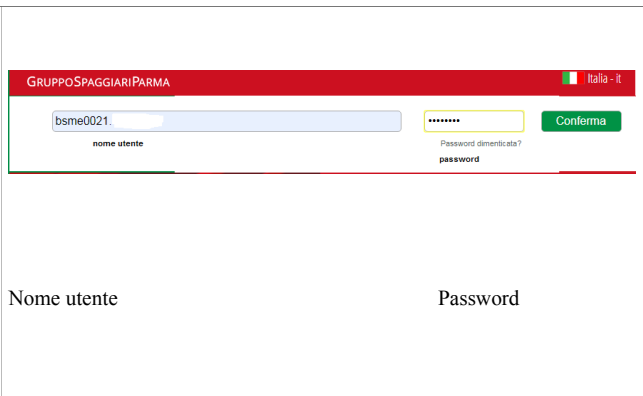 GRUPPOSPAGGIARIPARMA Italia - it
bsme0021. •••••••• Conferma
nome utente Password dimenticata?
password
Nome utente Password